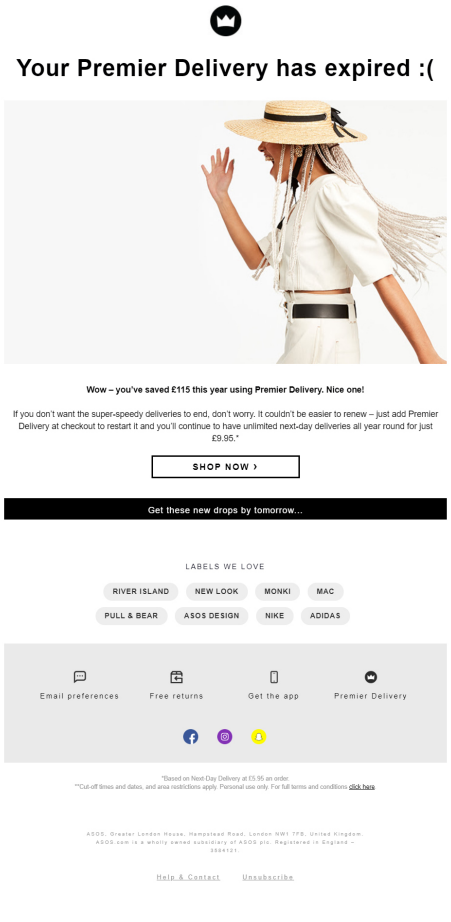 Your Premier Delivery has expired :(
Wow – you've saved £115 this year using Premier Delivery. Nice one!
If you don't want the super-speedy deliveries to end, don't worry. It couldn't be easier to renew – just add Premier
Delivery at checkout to restart it and you'll continue to have unlimited next-day deliveries all year round for just
£9.95.*
SHOP NOW ›
Get these new drops by tomorrow...
LABELS WE LOVE
RIVER ISLAND NEW LOOK MONKI MAC
PULL & BEAR ASOS DESIGN NIKE ADIDAS
Email preferences Free returns Get the app Premier Delivery
*Based on Next-Day Delivery at £5.95 an order.
**Cut-off times and dates, and area restrictions apply. Personal use only. For full terms and conditions click here.
ASOS, Greater London House, Hampstead Road, London NW1 7FB, United Kingdom.
ASOS.com is a wholly owned subsidiary of ASOS plc. Registered in England –
3584121.
Help & Contact Unsubscribe